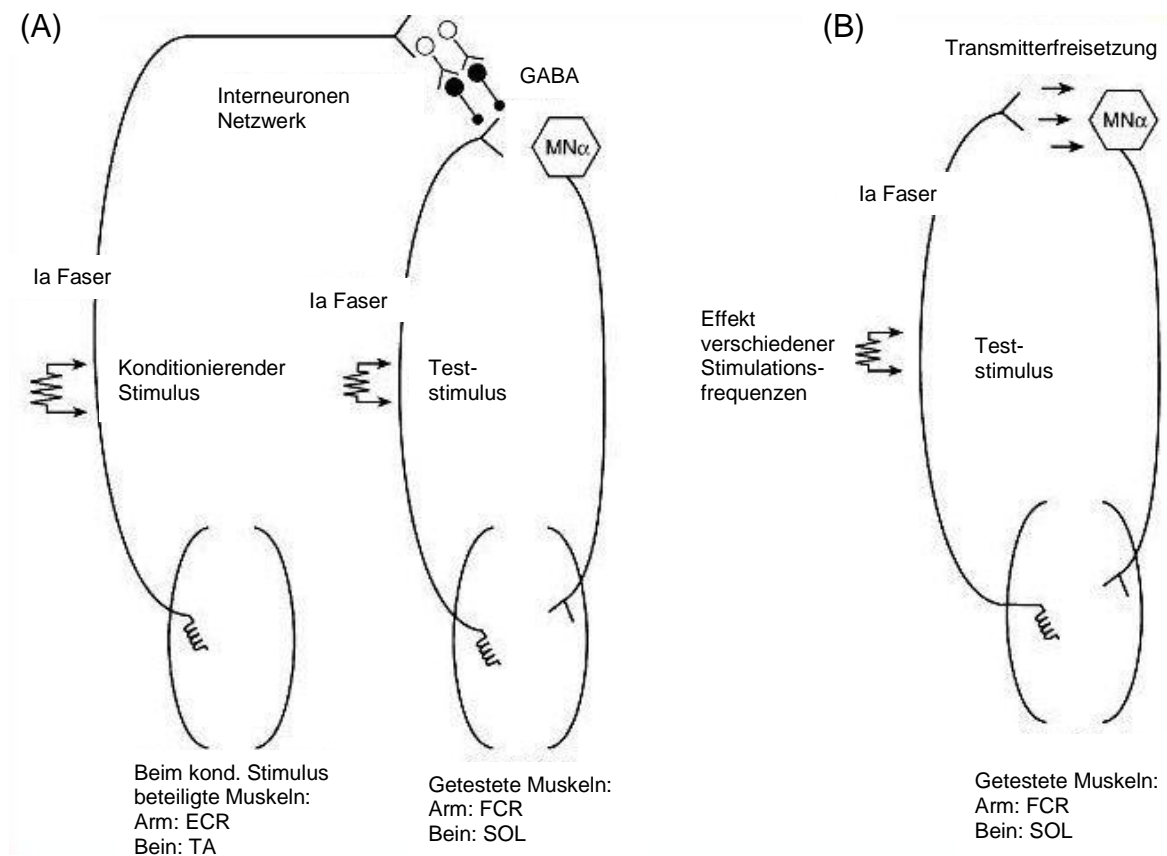 (A)
Interneuronen
Netzwerk
GABA
MNα
Ia Faser
Ia Faser
Konditionierender
Stimulus
Test-
stimulus
Beim kond. Stimulus
beteiligte Muskeln:
Arm: ECR
Bein: TA
Getestete Muskeln:
Arm: FCR
Bein: SOL
(B)
Transmitterfreisetzung
MNα
Ia Faser
Effekt
verschiedener
Stimulations-
frequenzen
Test-
stimulus
Getestete Muskeln:
Arm: FCR
Bein: SOL